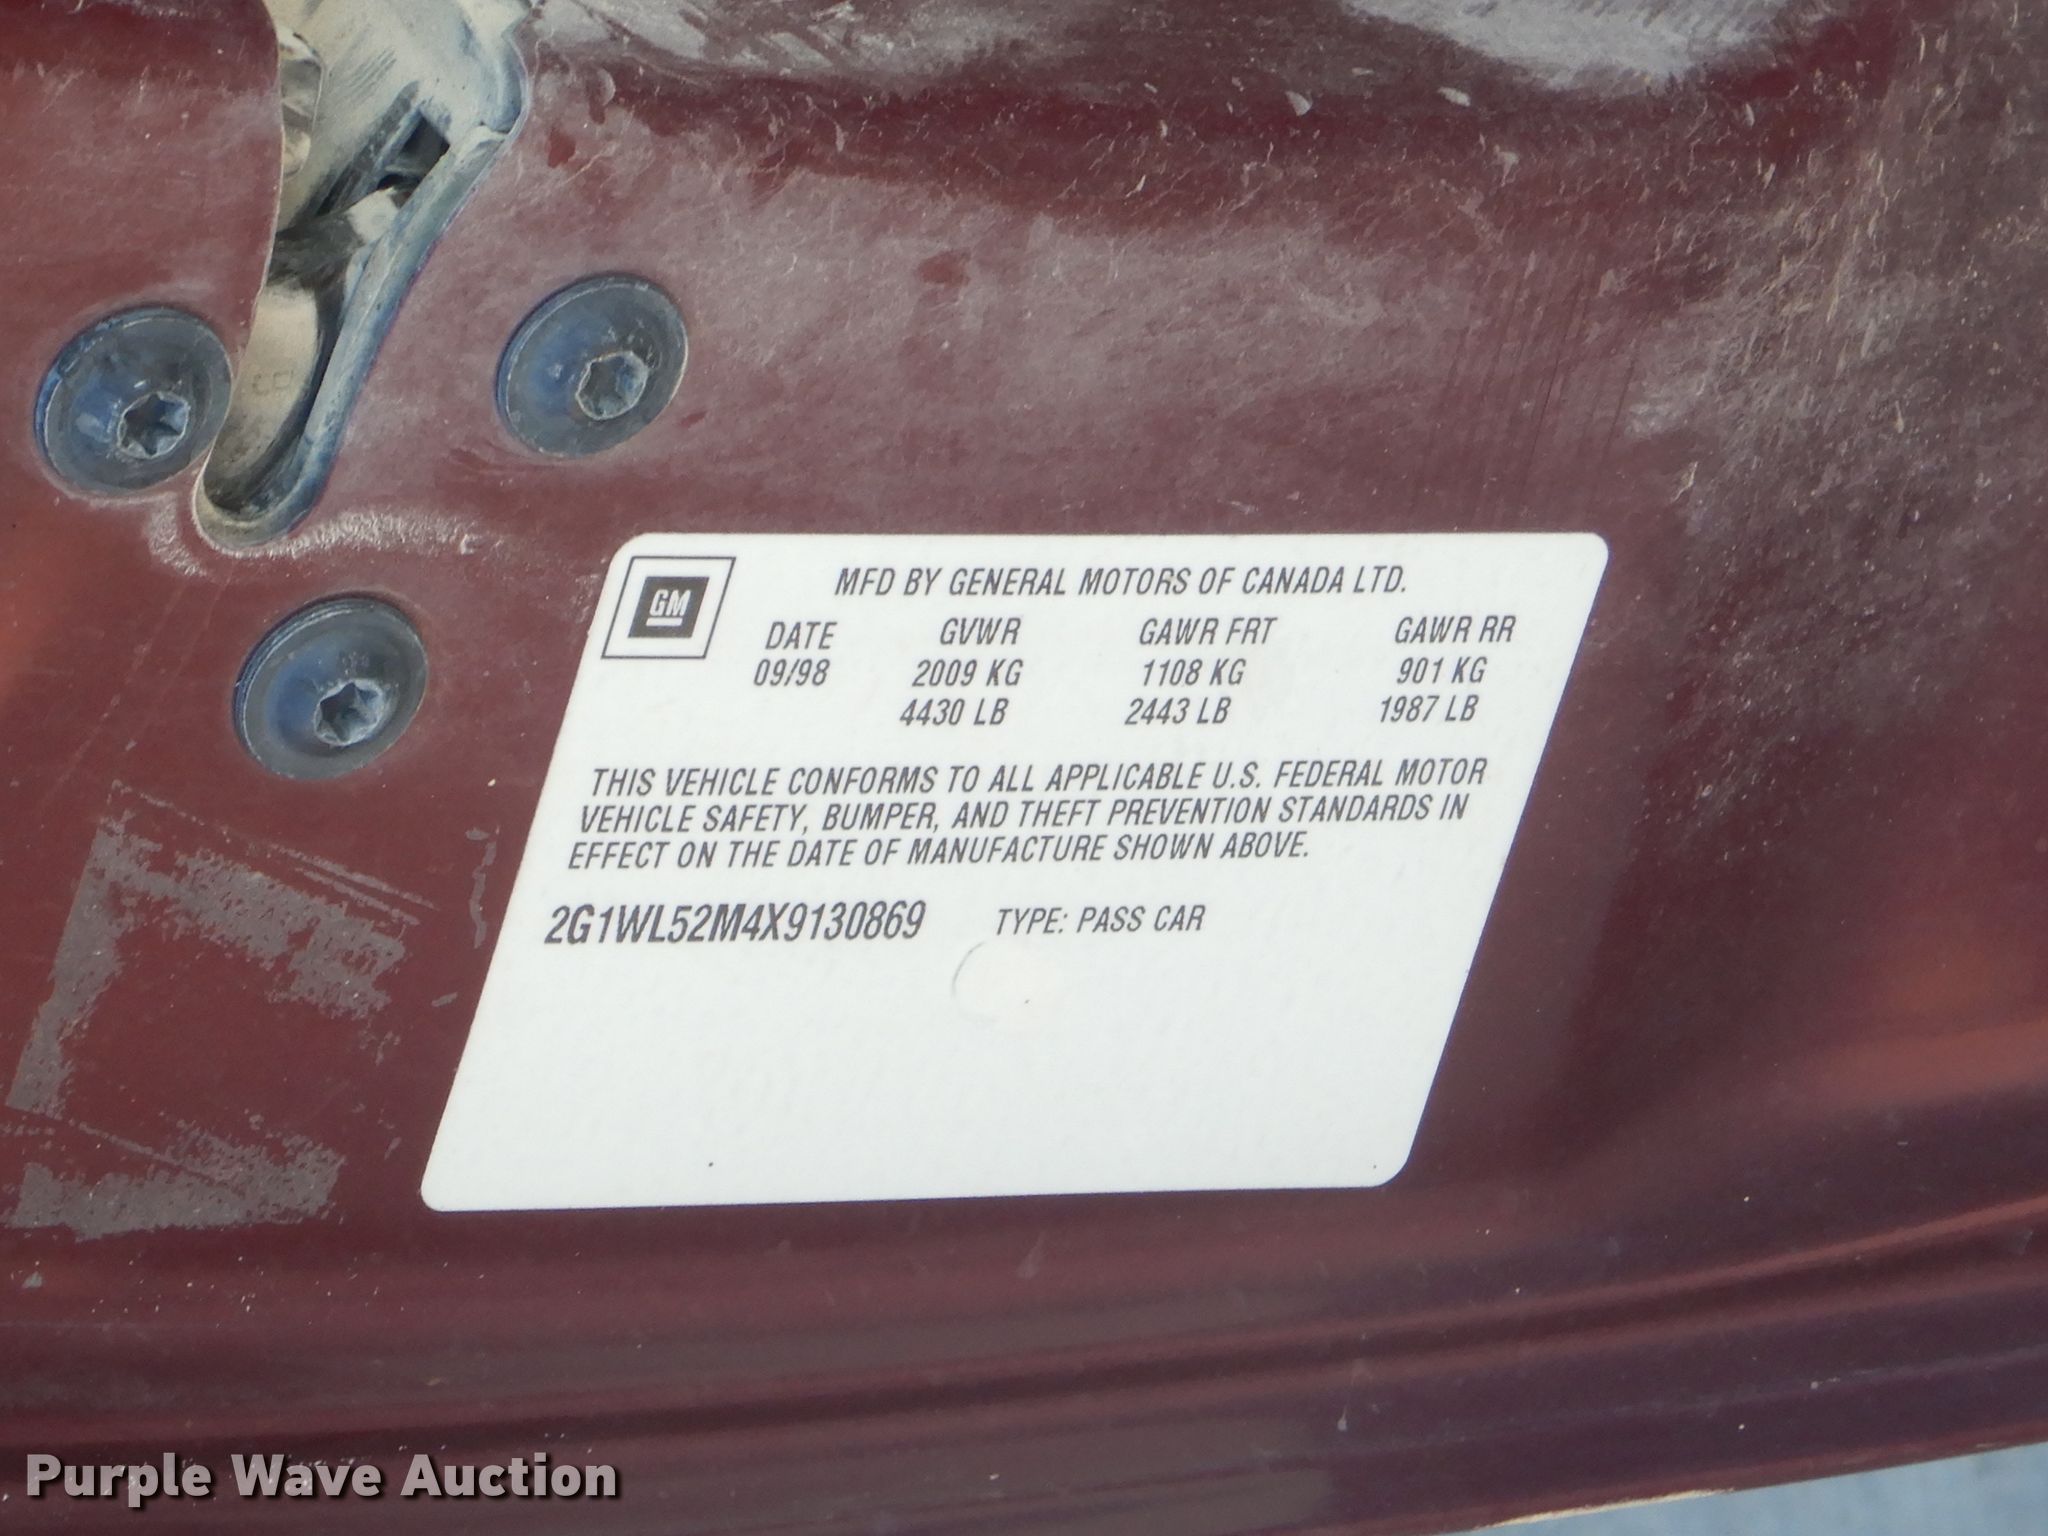 GM
MFD BY GENERAL MOTORS OF CANADA LTD.
DATE GVWR GAWR FRT GAWR RR
09/98 2009 KG 1108 KG 901 KG
4430 LB 2443 LB 1987 LB
THIS VEHICLE CONFORMS TO ALL APPLICABLE U.S. FEDERAL MOTOR
VEHICLE SAFETY, BUMPER, AND THEFT PREVENTION STANDARDS IN
EFFECT ON THE DATE OF MANUFACTURE SHOWN ABOVE.
2G1WL52M4X9130869 TYPE: PASS CAR
Purple Wave Auction